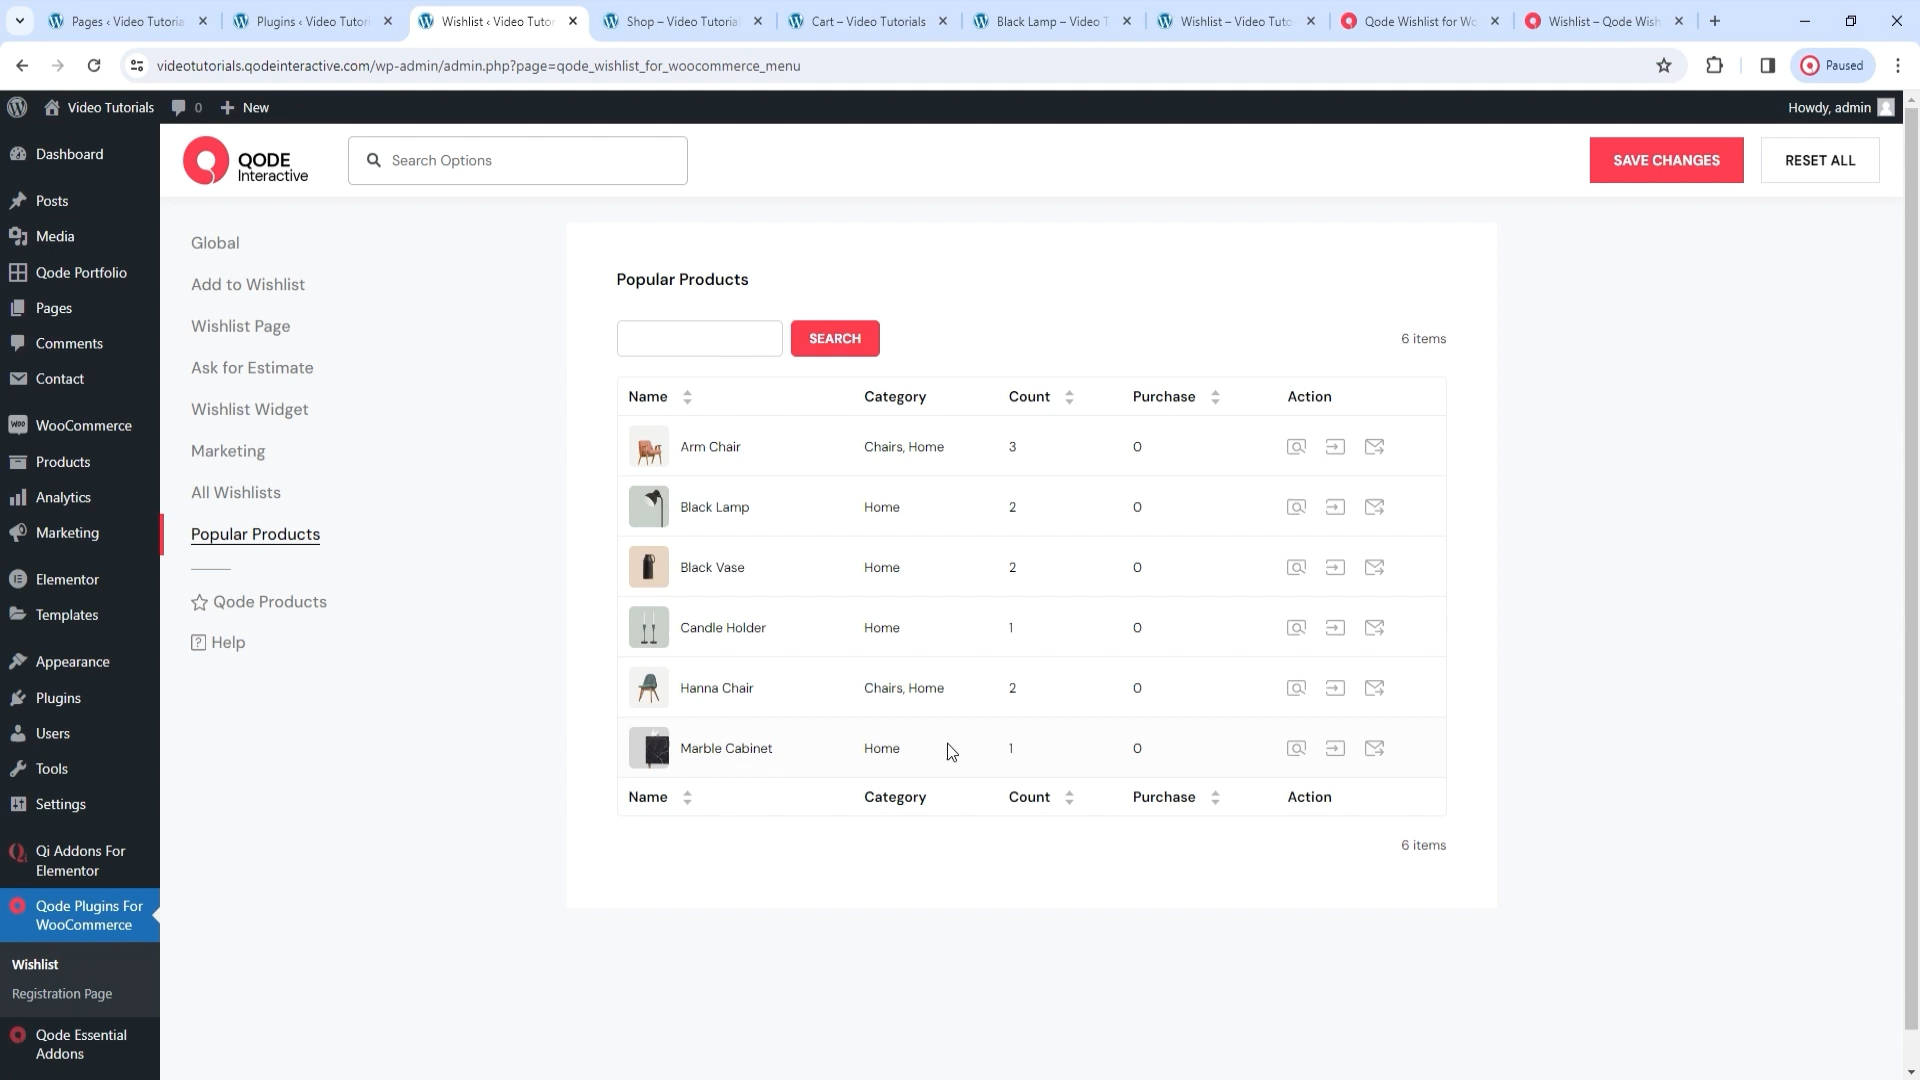 Pages ‹ Video Tutoria
Plugins ‹ Video Tutori
Wishlist ‹ Video Tutor
Shop – Video Tutorial
Cart – Video Tutorials
Black Lamp – Video T
Wishlist – Video Tuto
Qode Wishlist for Wo
Wishlist – Qode Wish
videotutorials.qodeinteractive.com/wp-admin/admin.php?page=qode_wishlist_for_woocommerce_menu
Paused
Video Tutorials
0
New
Howdy, admin
Dashboard
Posts
Media
Qode Portfolio
Pages
Comments
Contact
WooCommerce
Products
Analytics
Marketing
Elementor
Templates
Appearance
Plugins
Users
Tools
Settings
Qi Addons For
Elementor
Qode Plugins For
WooCommerce
Wishlist
Registration Page
Qode Essential
Addons
QODE
Interactive
Search Options
SAVE CHANGES
RESET ALL
Global
Add to Wishlist
Wishlist Page
Ask for Estimate
Wishlist Widget
Marketing
All Wishlists
Popular Products
Qode Products
Help
Popular Products
SEARCH
6 items
Name Category Count Purchase Action
Arm Chair Chairs, Home 3 0
Black Lamp Home 2 0
Black Vase Home 2 0
Candle Holder Home 1 0
Hanna Chair Chairs, Home 2 0
Marble Cabinet Home 1 0
Name Category Count Purchase Action
6 items